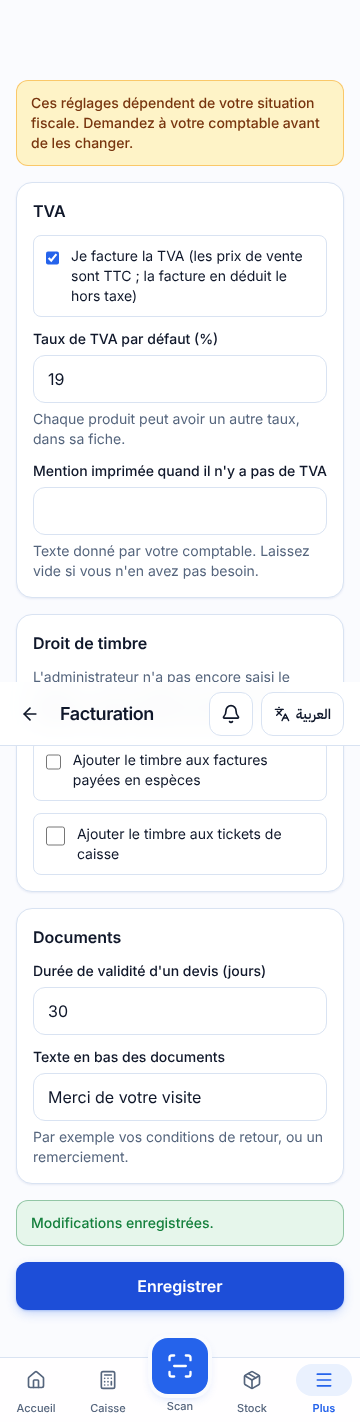 Ces réglages dépendent de votre situation
fiscale. Demandez à votre comptable avant
de les changer.
TVA
Je facture la TVA (les prix de vente
sont TTC ; la facture en déduit le
hors taxe)
Taux de TVA par défaut (%)
19
Chaque produit peut avoir un autre taux,
dans sa fiche.
Mention imprimée quand il n'y a pas de TVA
Texte donné par votre comptable. Laissez
vide si vous n'en avez pas besoin.
Droit de timbre
L'administrateur n'a pas encore saisi le
Facturation
العربية
Ajouter le timbre aux factures
payées en espèces
Ajouter le timbre aux tickets de
caisse
Documents
Durée de validité d'un devis (jours)
30
Texte en bas des documents
Merci de votre visite
Par exemple vos conditions de retour, ou un
remerciement.
Modifications enregistrées.
Enregistrer
Accueil
Caisse
Scan
Stock
Plus